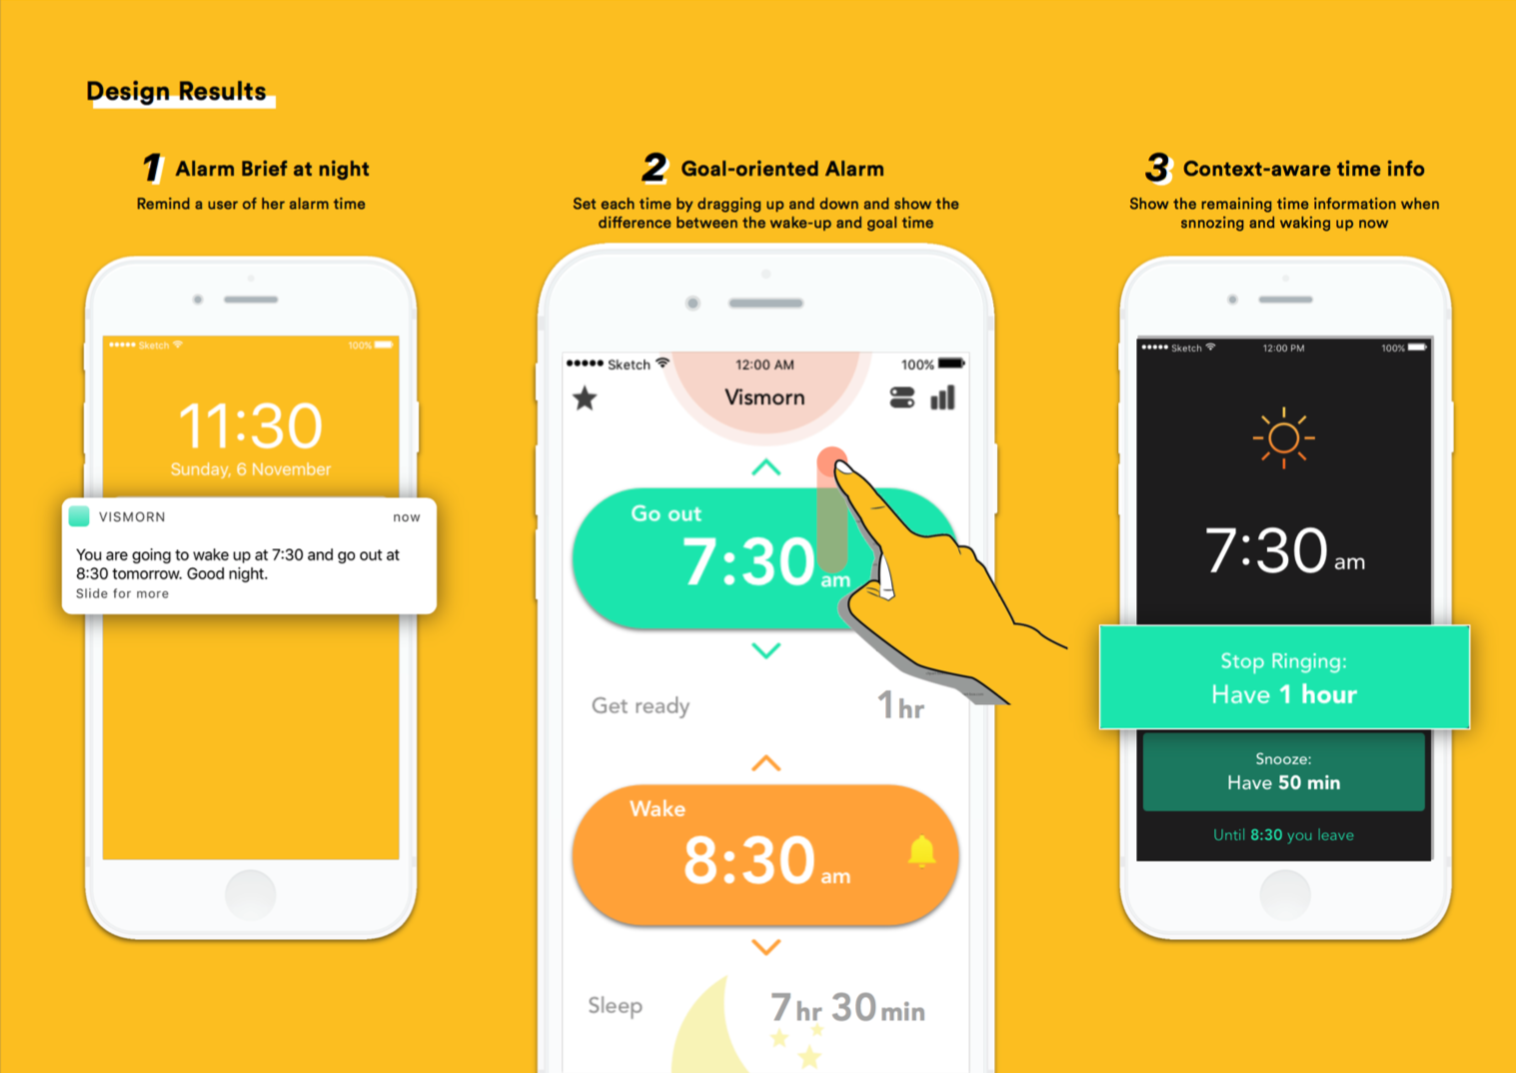 Design Results
1 Alarm Brief at night
Remind a user of her alarm time
Sketch 100%
11:30
Sunday, 6 November
VISMORN now
You are going to wake up at 7:30 and go out at
8:30 tomorrow. Good night.
Slide for more
2 Goal-oriented Alarm
Set each time by dragging up and down and show the
difference between the wake-up and goal time
Sketch 12:00 AM 100%
Vismorn
Go out
7:30 am
Get ready 1 hr
Wake
8:30 am
Sleep 7 hr 30 min
3 Context-aware time info
Show the remaining time information when
snnozing and waking up now
Sketch 12:00 PM 100%
7:30 am
Stop Ringing:
Have 1 hour
Snooze:
Have 50 min
Until 8:30 you leave